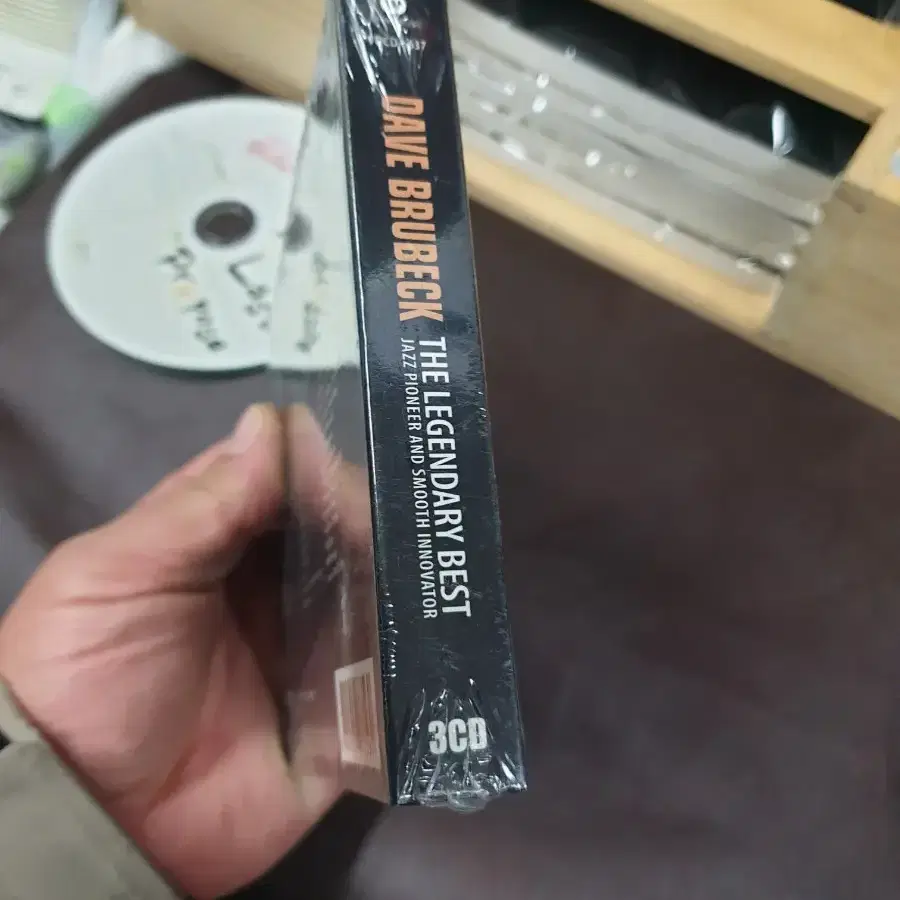 DAVE BRUBECK
THE LEGENDARY BEST
JAZZ PIONEER AND SMOOTH INNOVATOR
3CD